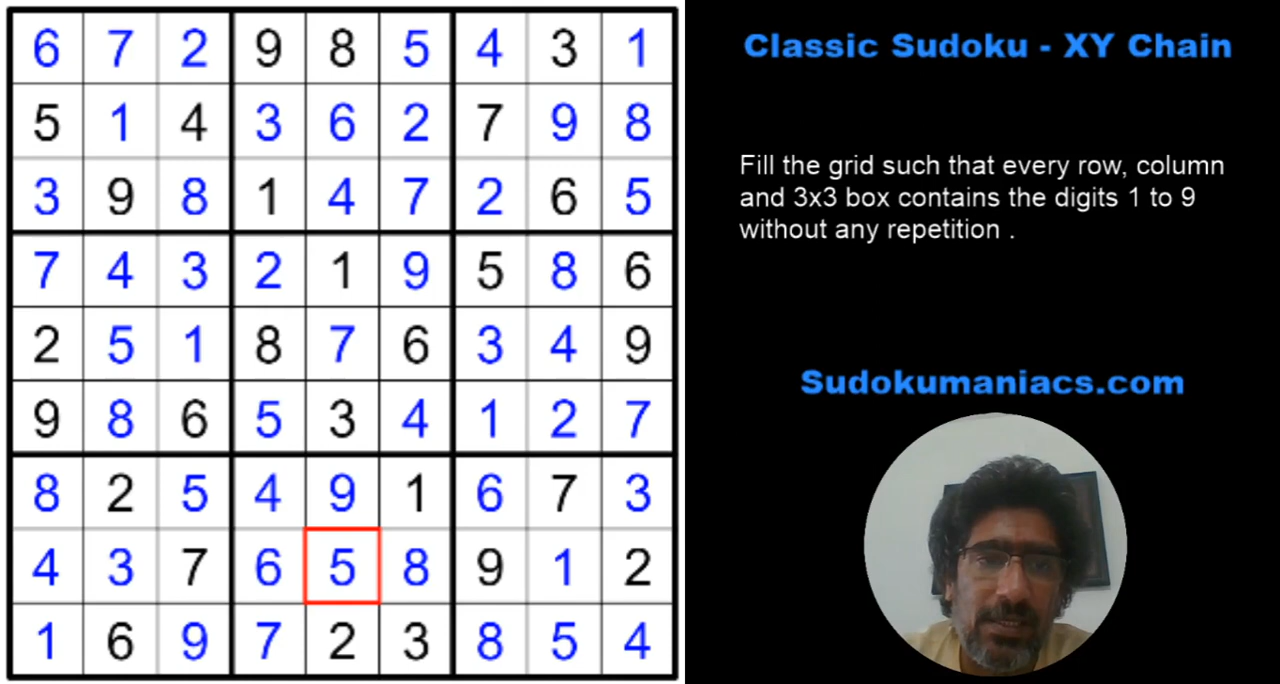 6 7 2 9 8 5 4 3 1
5 1 4 3 6 2 7 9 8
3 9 8 1 4 7 2 6 5
7 4 3 2 1 9 5 8 6
2 5 1 8 7 6 3 4 9
9 8 6 5 3 4 1 2 7
8 2 5 4 9 1 6 7 3
4 3 7 6 5 8 9 1 2
1 6 9 7 2 3 8 5 4
Classic Sudoku - XY Chain
Fill the grid such that every row, column
and 3x3 box contains the digits 1 to 9
without any repetition .
Sudokumaniacs.com